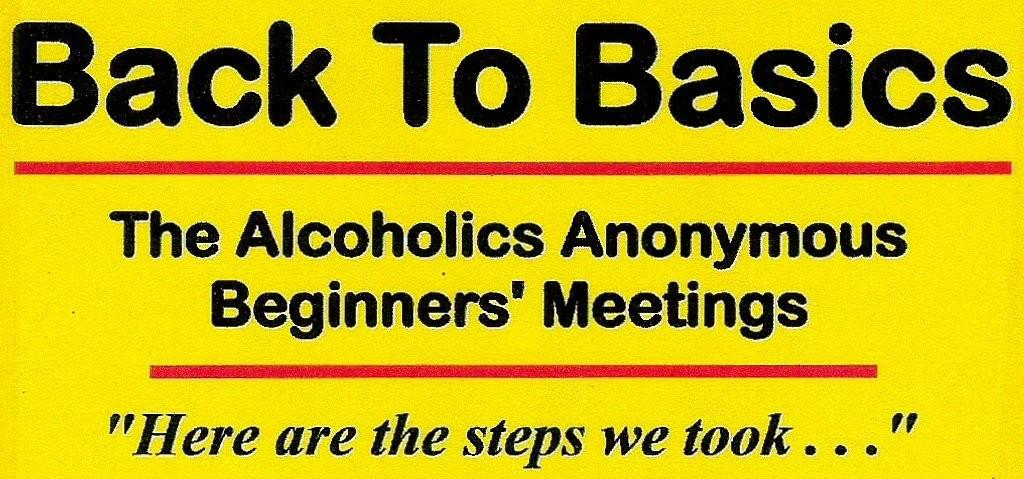 Back To Basics
The Alcoholics Anonymous
Beginners' Meetings
"Here are the steps we took . . ."